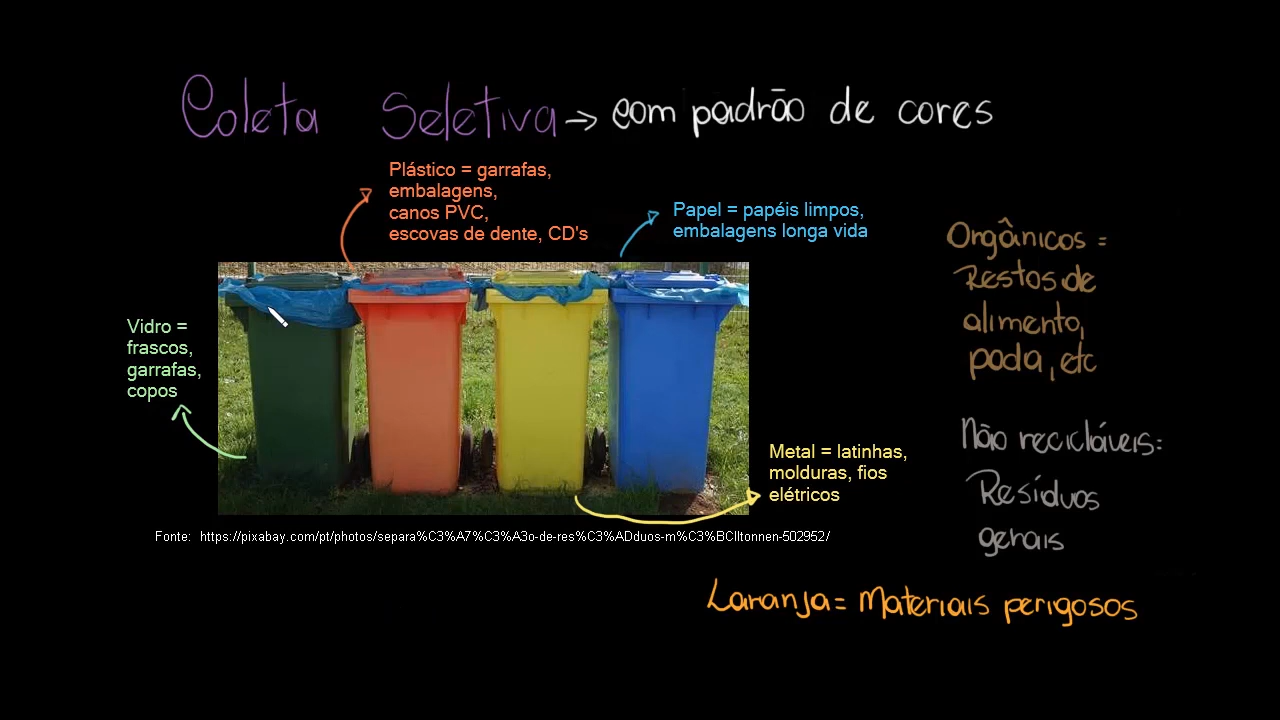 Coleta Seletiva → com padrão de cores
Plástico = garrafas,
embalagens,
canos PVC,
escovas de dente, CD's
Papel = papéis limpos,
embalagens longa vida
Vidro =
frascos,
garrafas,
copos
Metal = latinhas,
molduras, fios
elétricos
Fonte: https://pixabay.com/pt/photos/separa%C3%A7%C3%A3o-de-res%C3%ADduos-m%C3%BClltonnen-502952/
Orgânicos =
Restos de
alimento,
poda, etc
Não recicláveis:
Resíduos
gerais
Laranja = Materiais perigosos